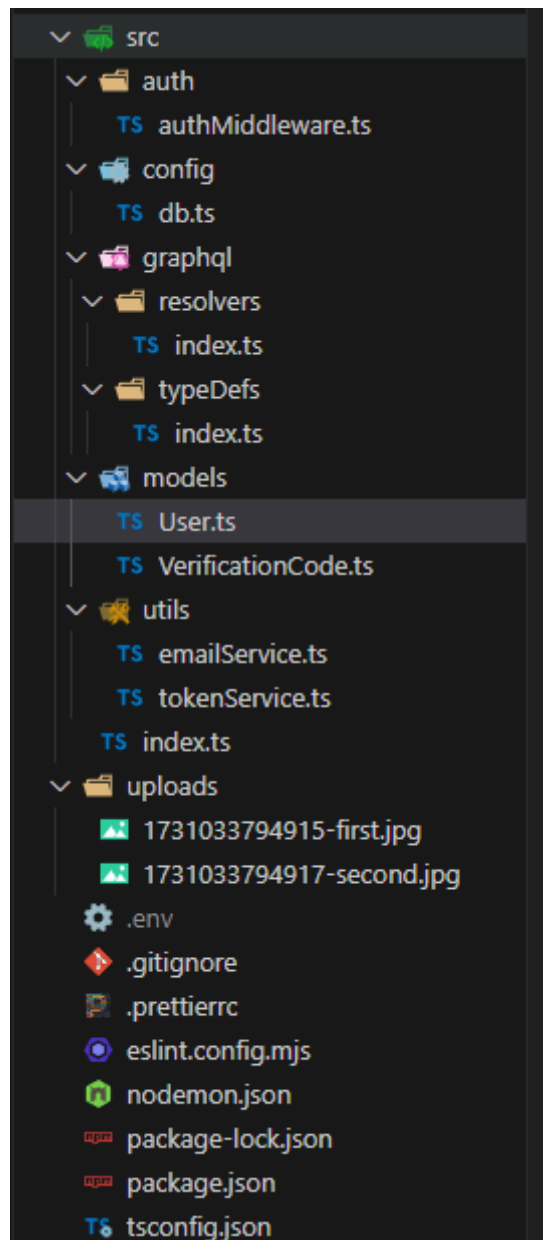 src
auth
TS authMiddleware.ts
config
TS db.ts
graphql
resolvers
TS index.ts
typeDefs
TS index.ts
models
TS User.ts
TS VerificationCode.ts
utils
TS emailService.ts
TS tokenService.ts
TS index.ts
uploads
1731033794915-first.jpg
1731033794917-second.jpg
.env
.gitignore
.prettierrc
eslint.config.mjs
nodemon.json
npm package-lock.json
npm package.json
TS tsconfig.json